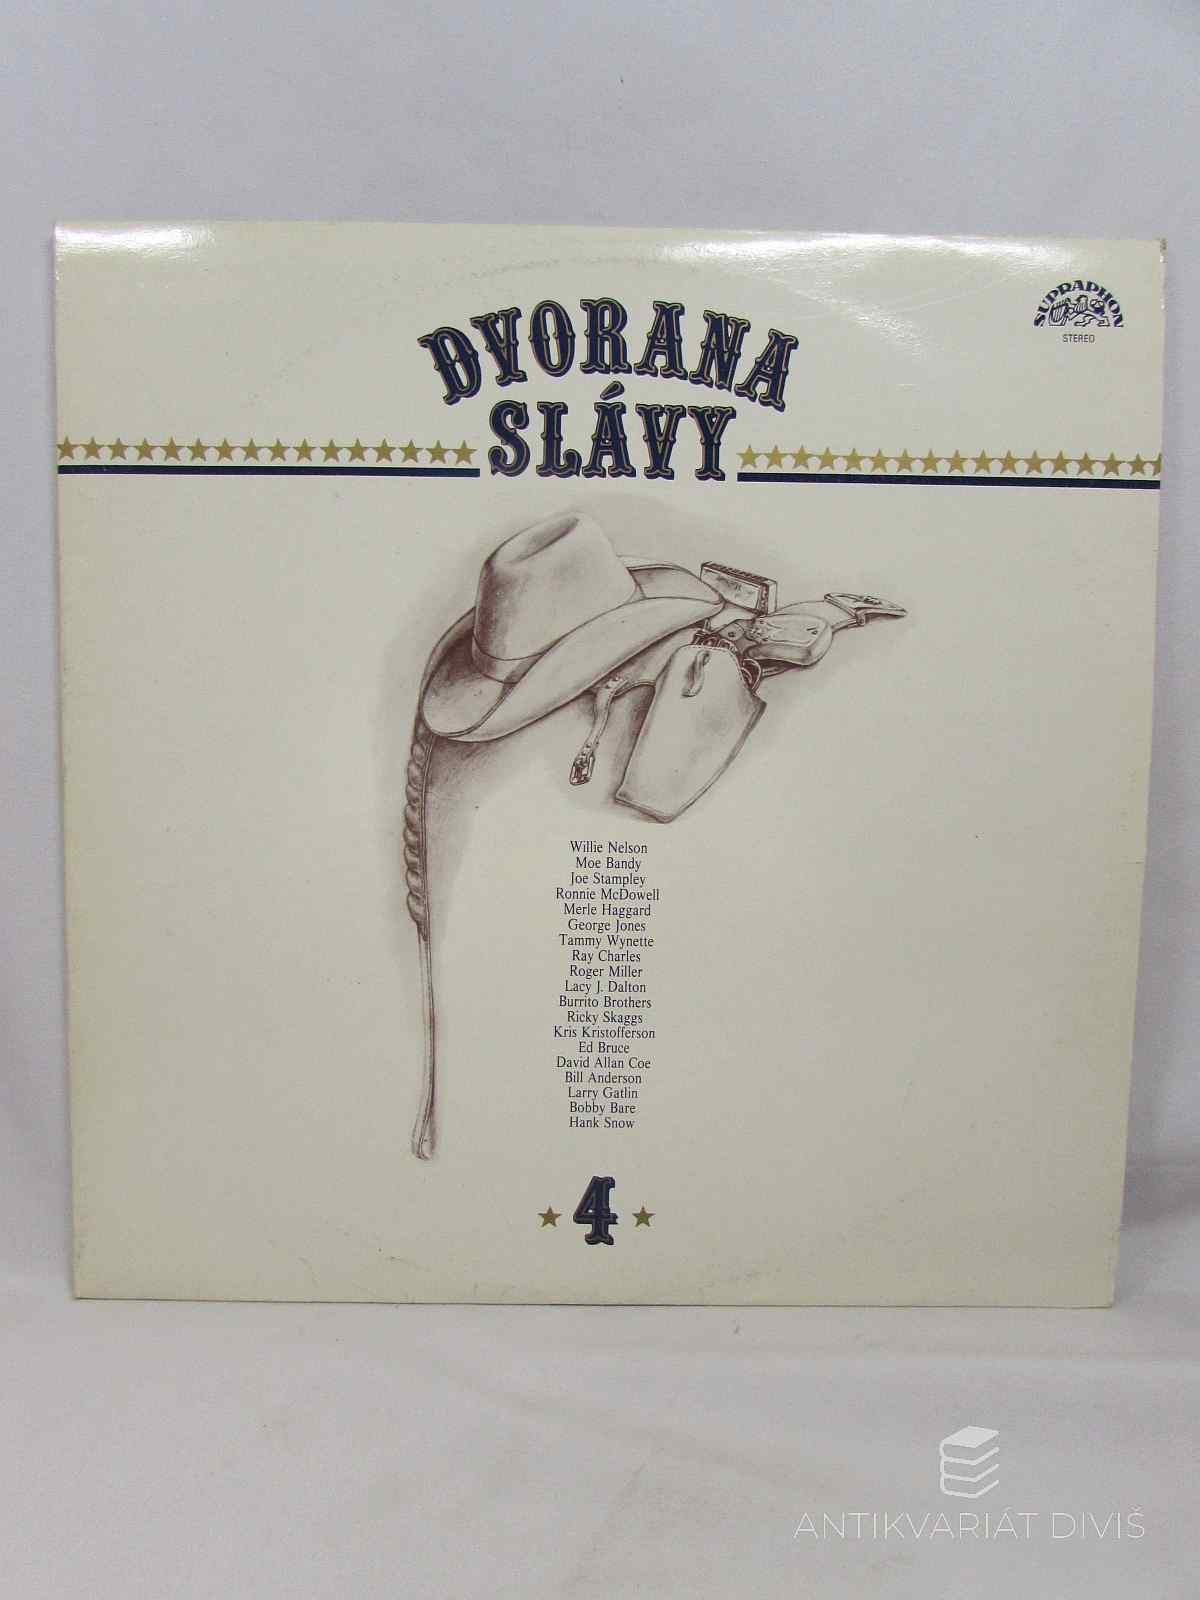 SUPRAPHON
STEREO
DVORANA
SLÁVY
Willie Nelson
Moe Bandy
Joe Stampley
Ronnie McDowell
Merle Haggard
George Jones
Tammy Wynette
Ray Charles
Roger Miller
Lacy J. Dalton
Burrito Brothers
Ricky Skaggs
Kris Kristofferson
Ed Bruce
David Allan Coe
Bill Anderson
Larry Gatlin
Bobby Bare
Hank Snow
4
ANTIKVARIÁT DIVIŠ